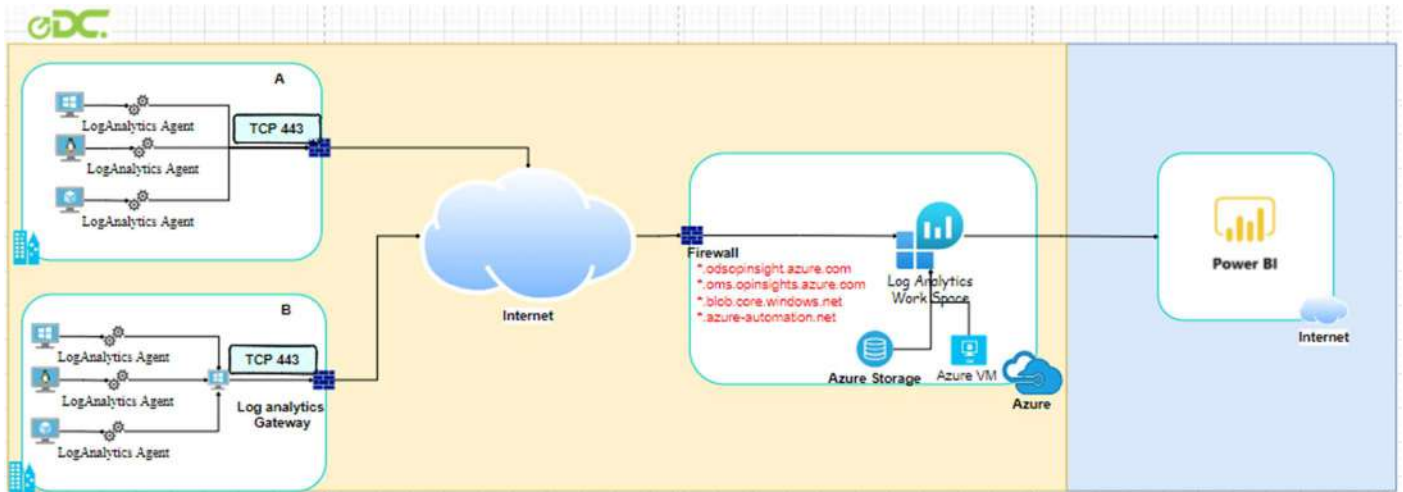 eDC.
A
LogAnalytics Agent
TCP 443
LogAnalytics Agent
LogAnalytics Agent
B
LogAnalytics Agent
TCP 443
LogAnalytics Agent
Log analytics
Gateway
LogAnalytics Agent
Internet
Firewall
*.odsopinsight.azure.com
*.oms.opinsights.azure.com
*.blob.core.windows.net
*.azure-automation.net
Log Analytics
Work Space
Azure Storage
Azure VM
Azure
Power BI
Internet